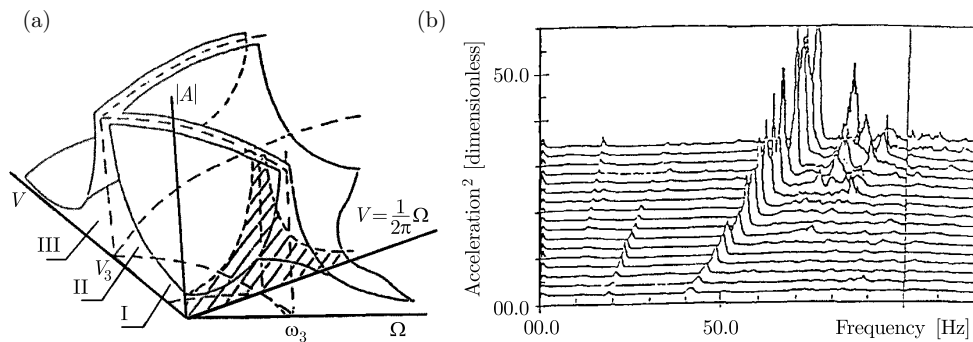 (a)
|A|
V
V = 1/2π Ω
III
V₃
II
I
ω₃
Ω
(b)
Acceleration² [dimensionless]
50.0
00.0
00.0
50.0
Frequency [Hz]